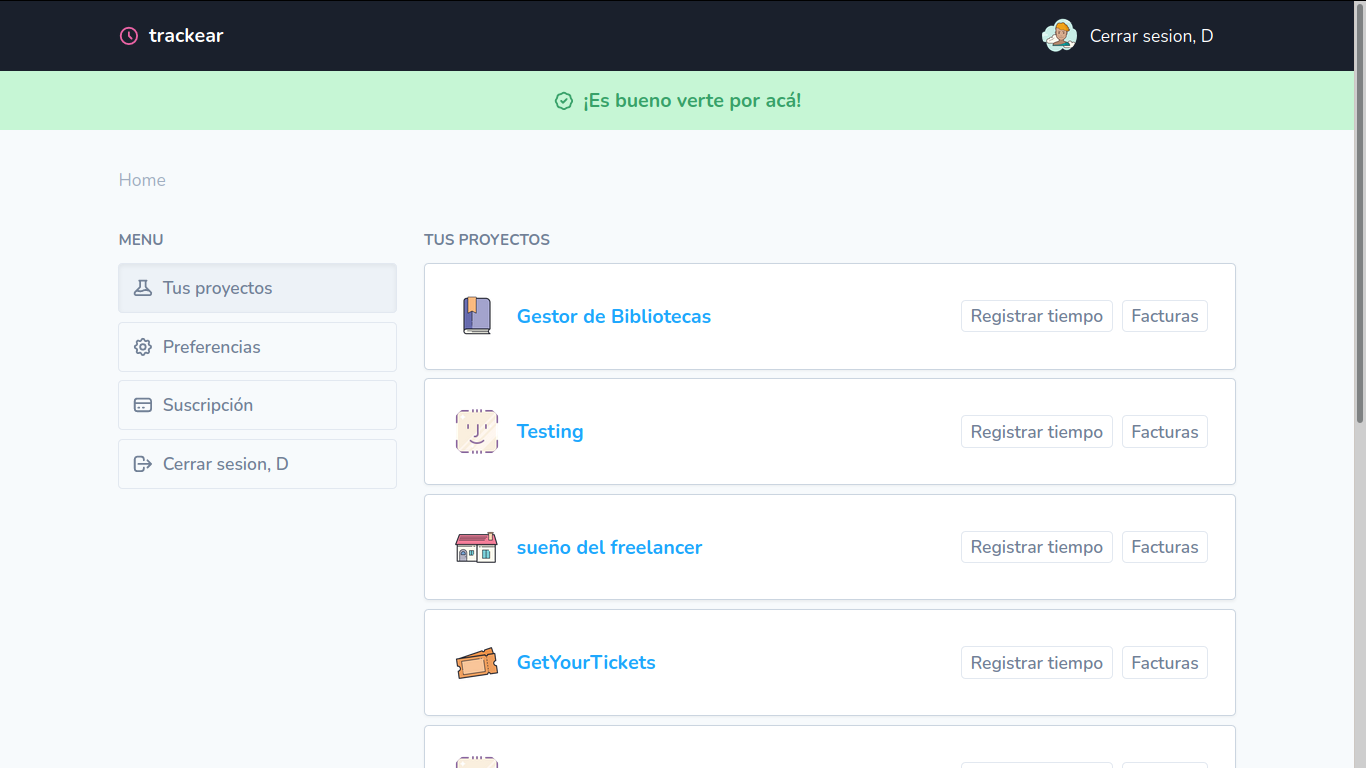 trackear
Cerrar sesion, D
¡Es bueno verte por acá!
Home
MENU
Tus proyectos
Preferencias
Suscripción
Cerrar sesion, D
TUS PROYECTOS
Gestor de Bibliotecas
Registrar tiempo Facturas
Testing
Registrar tiempo Facturas
sueño del freelancer
Registrar tiempo Facturas
GetYourTickets
Registrar tiempo Facturas